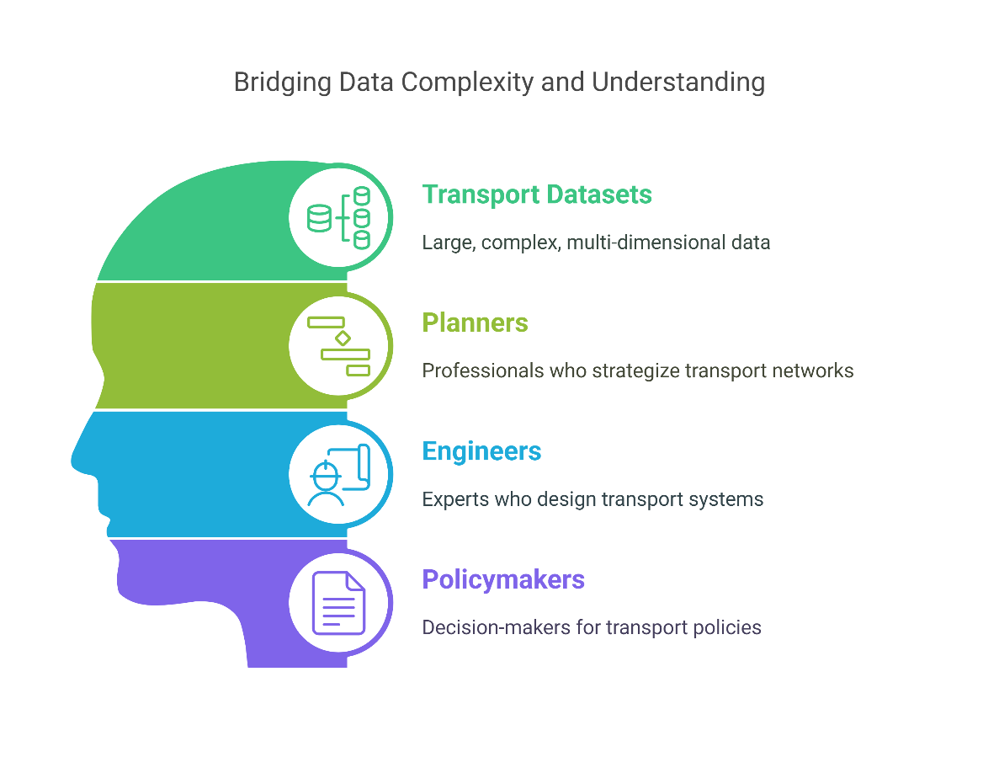 Bridging Data Complexity and Understanding
Transport Datasets
Large, complex, multi-dimensional data
Planners
Professionals who strategize transport networks
Engineers
Experts who design transport systems
Policymakers
Decision-makers for transport policies